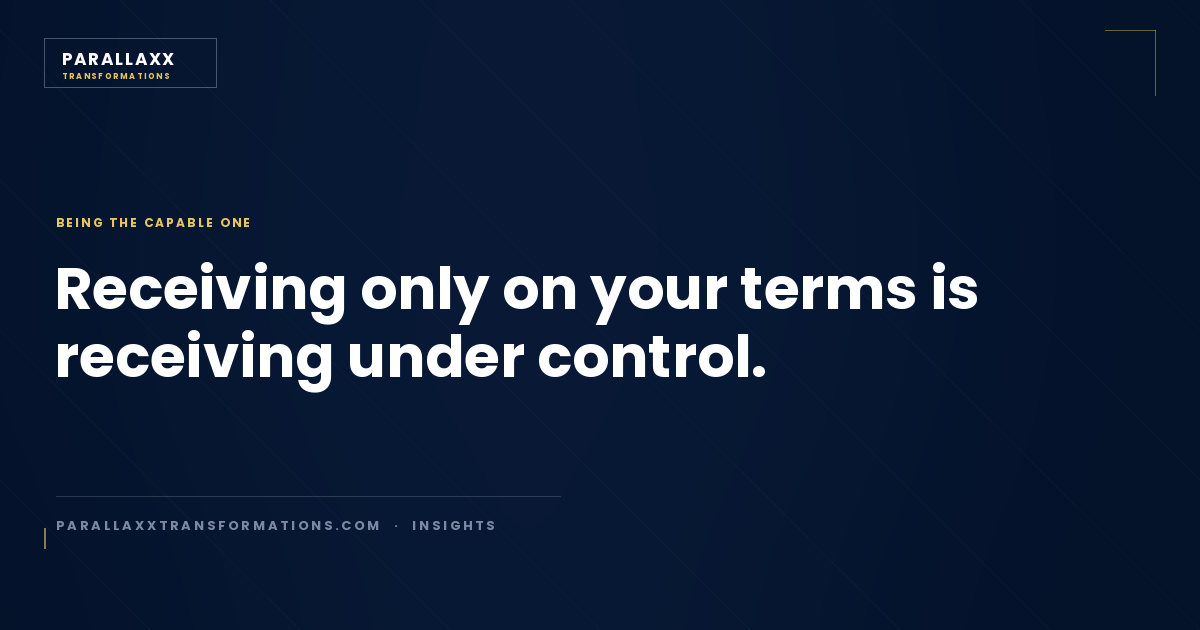 PARALLAXX
TRANSFORMATIONS
BEING THE CAPABLE ONE
Receiving only on your terms is
receiving under control.
PARALLAXXTRANSFORMATIONS.COM · INSIGHTS